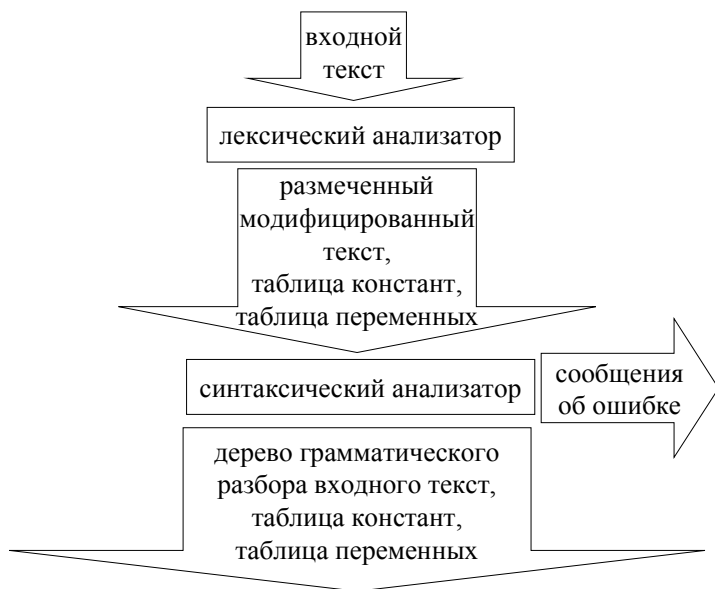 входной
текст
лексический анализатор
размеченный
модифицированный
текст,
таблица констант,
таблица переменных
синтаксический анализатор
сообщения
об ошибке
дерево грамматического
разбора входного текст,
таблица констант,
таблица переменных